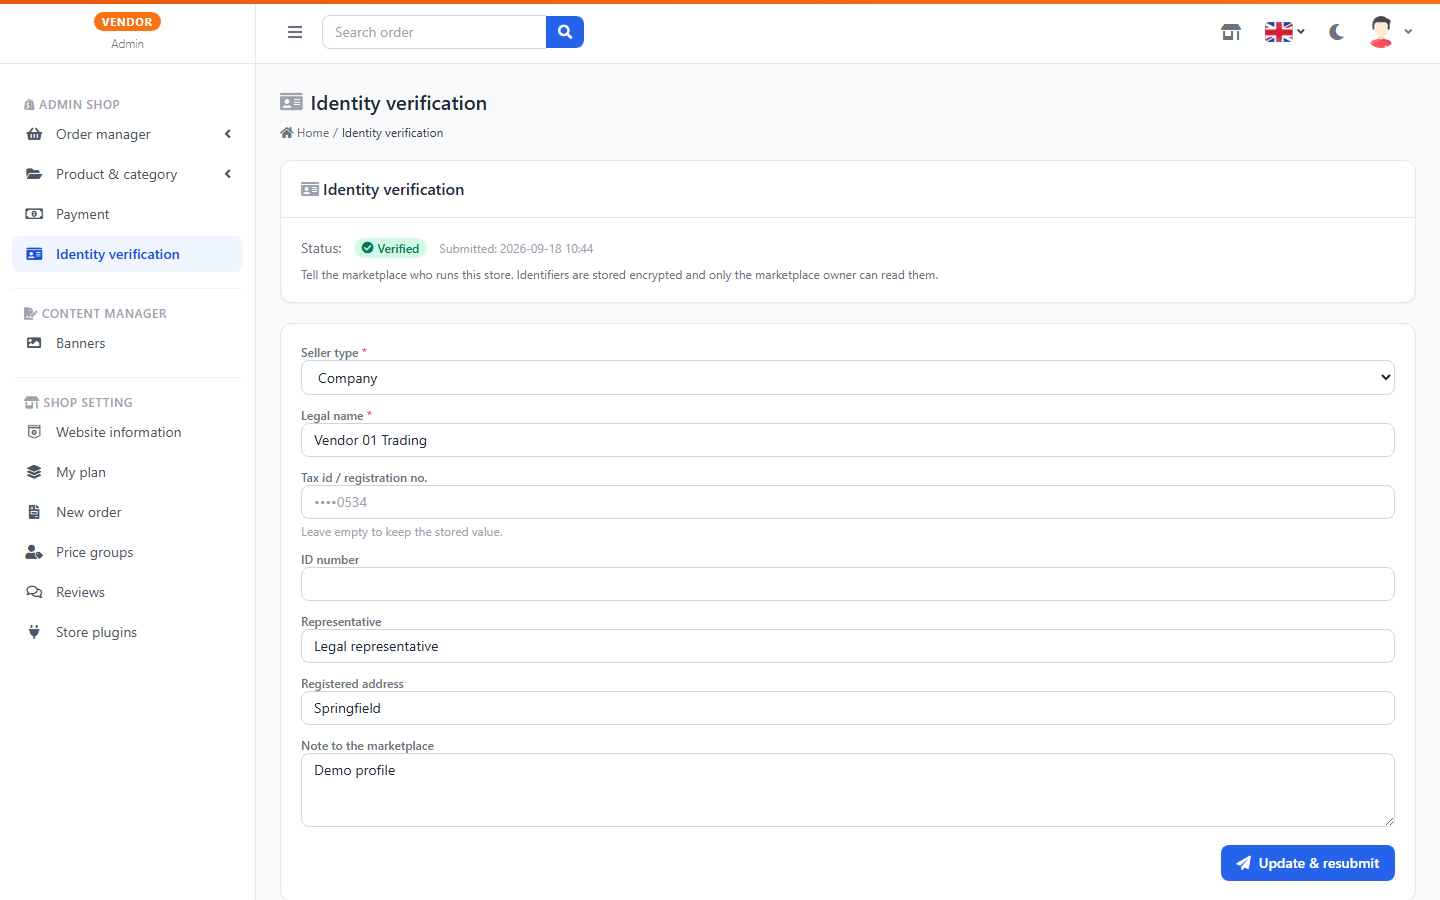 VENDOR
Admin
Search order
ADMIN SHOP
Order manager
Product & category
Payment
Identity verification
CONTENT MANAGER
Banners
SHOP SETTING
Website information
My plan
New order
Price groups
Reviews
Store plugins
Identity verification
Home / Identity verification
Identity verification
Status: Verified Submitted: 2026-09-18 10:44
Tell the marketplace who runs this store. Identifiers are stored encrypted and only the marketplace owner can read them.
Seller type *
Company
Legal name *
Vendor 01 Trading
Tax id / registration no.
••••0534
Leave empty to keep the stored value.
ID number
Representative
Legal representative
Registered address
Springfield
Note to the marketplace
Demo profile
Update & resubmit